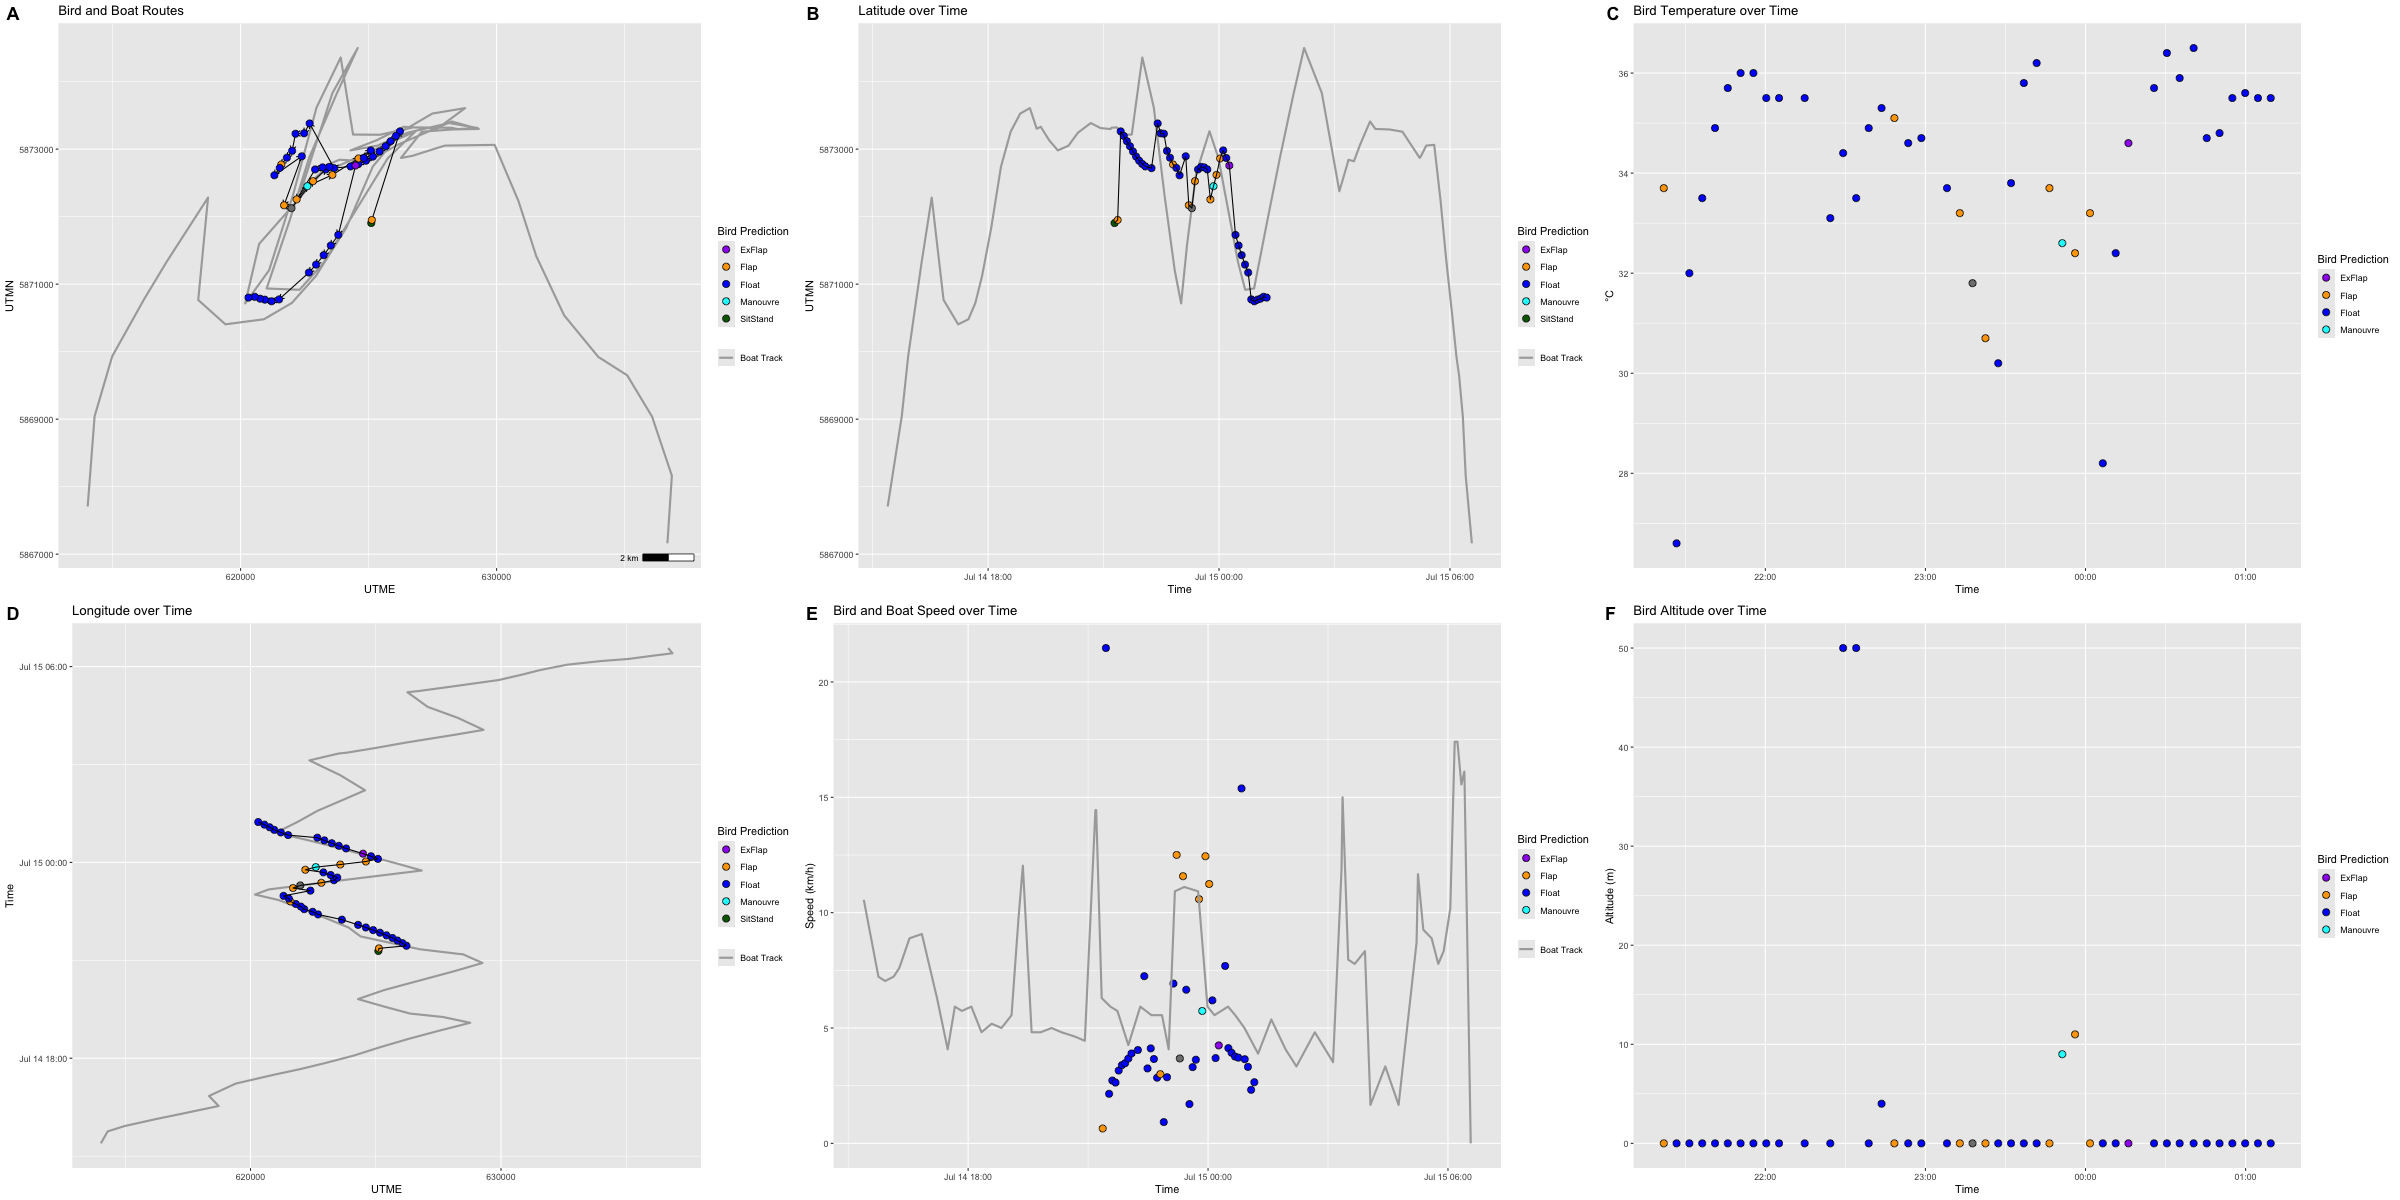 A
Bird and Boat Routes
UTMN
5873000
5871000
5869000
5867000
2 km
620000
630000
UTME
Bird Prediction
ExFlap
Flap
Float
Manouvre
SitStand
Boat Track
B
Latitude over Time
UTMN
5873000
5871000
5869000
5867000
Jul 14 18:00
Jul 15 00:00
Jul 15 06:00
Time
Bird Prediction
ExFlap
Flap
Float
Manouvre
SitStand
Boat Track
C
Bird Temperature over Time
°C
36
34
32
30
28
22:00
23:00
00:00
01:00
Time
Bird Prediction
ExFlap
Flap
Float
Manouvre
D
Longitude over Time
Time
Jul 15 06:00
Jul 15 00:00
Jul 14 18:00
620000
630000
UTME
Bird Prediction
ExFlap
Flap
Float
Manouvre
SitStand
Boat Track
E
Bird and Boat Speed over Time
Speed (km/h)
20
15
10
5
0
Jul 14 18:00
Jul 15 00:00
Jul 15 06:00
Time
Bird Prediction
ExFlap
Flap
Float
Manouvre
Boat Track
F
Bird Altitude over Time
Altitude (m)
50
40
30
20
10
0
22:00
23:00
00:00
01:00
Time
Bird Prediction
ExFlap
Flap
Float
Manouvre